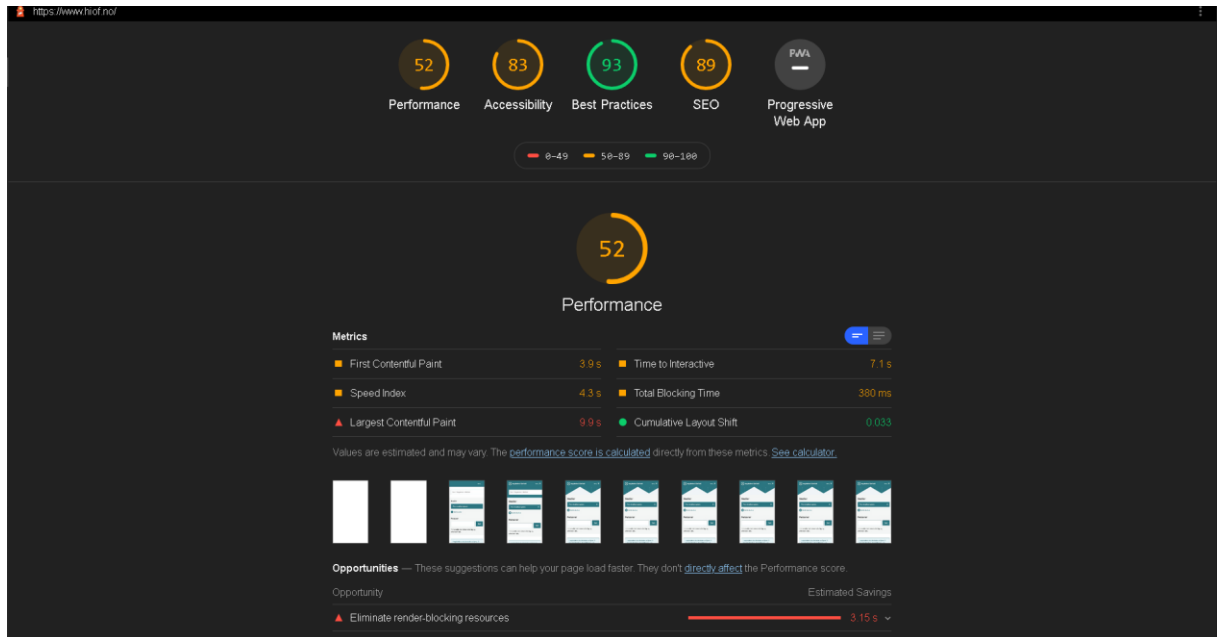 https://www.hiof.no/
52 83 93 89 PWA
Performance Accessibility Best Practices SEO Progressive
Web App
0–49 50–89 90–100
52
Performance
Metrics
First Contentful Paint 3.9 s Time to Interactive 7.1 s
Speed Index 4.3 s Total Blocking Time 380 ms
Largest Contentful Paint 9.9 s Cumulative Layout Shift 0.033
Values are estimated and may vary. The performance score is calculated directly from these metrics. See calculator.
Opportunities — These suggestions can help your page load faster. They don't directly affect the Performance score.
Opportunity Estimated Savings
Eliminate render-blocking resources 3.15 s